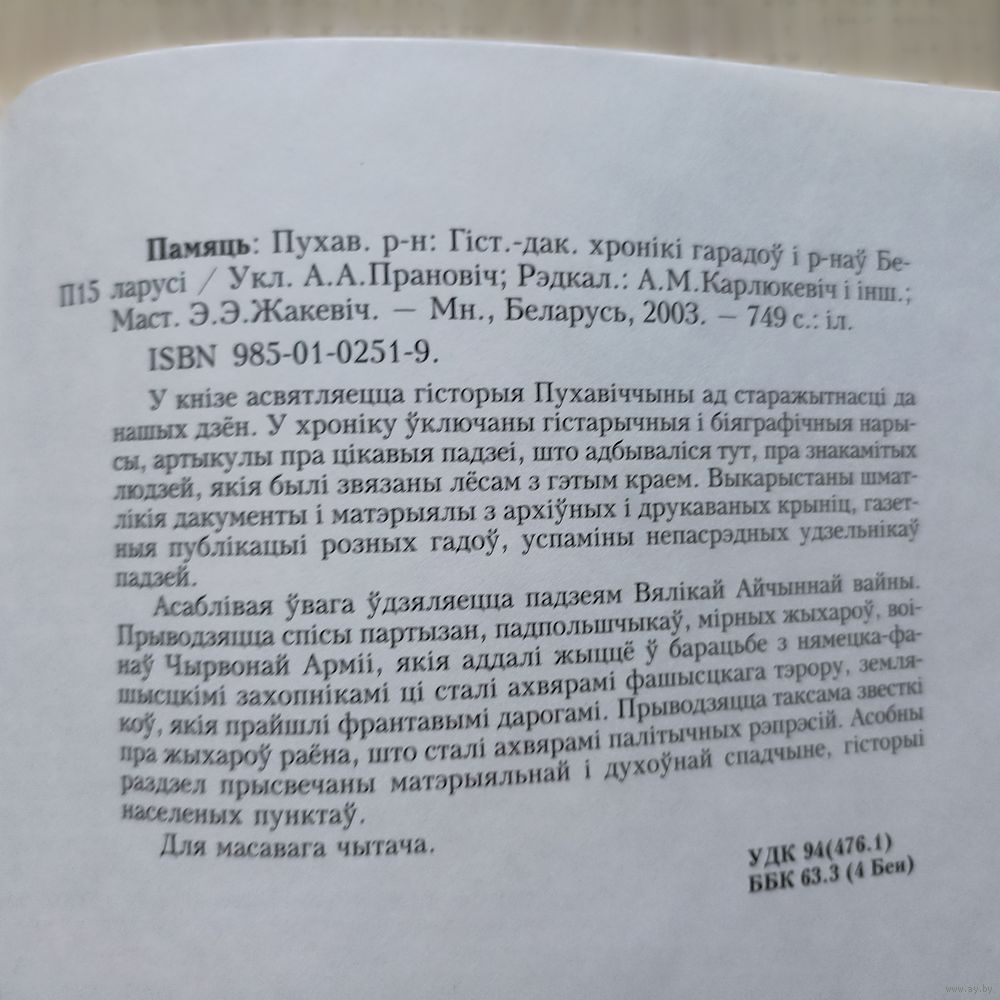 Памяць: Пухав. р-н: Гіст.-дак. хронікі гарадоў і р-наў Бе-
П15 ларусі / Укл. А.А.Прановіч; Рэдкал.: А.М.Карлюкевіч і інш.;
Маст. Э.Э.Жакевіч. — Мн., Беларусь, 2003. — 749 с.: іл.
ISBN 985-01-0251-9.
У кнізе асвятляецца гісторыя Пухавіччыны ад старажытнасці да
нашых дзён. У хроніку ўключаны гістарычныя і біяграфічныя нары-
сы, артыкулы пра цікавыя падзеі, што адбываліся тут, пра знакамітых
людзей, якія былі звязаны лёсам з гэтым краем. Выкарыстаны шмат-
лікія дакументы і матэрыялы з архіўных і друкаваных крыніц, газет-
ныя публікацыі розных гадоў, успаміны непасрэдных удзельнікаў
падзей.
Асаблівая ўвага ўдзяляецца падзеям Вялікай Айчыннай вайны.
Прыводзяцца спісы партызан, падпольшчыкаў, мірных жыхароў, воі-
наў Чырвонай Арміі, якія аддалі жыццё ў барацьбе з нямецка-фа-
шысцкімі захопнікамі ці сталі ахвярамі фашысцкага тэрору, земля-
коў, якія прайшлі франтавымі дарогамі. Прыводзяцца таксама звесткі
пра жыхароў раёна, што сталі ахвярамі палітычных рэпрэсій. Асобны
раздзел прысвечаны матэрыяльнай і духоўнай спадчыне, гісторыі
населеных пунктаў.
Для масавага чытача.
УДК 94(476.1)
ББК 63.3 (4 Беи)
www.ay.by